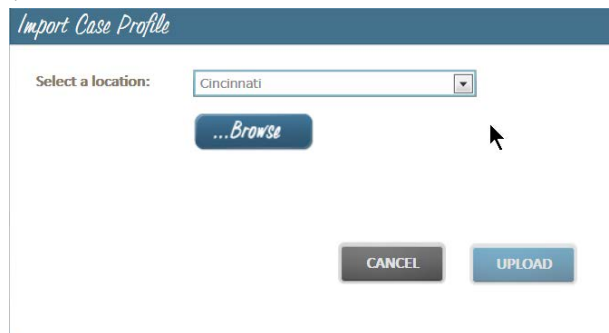 Import Case Profile
Select a location: Cincinnati
...Browse
CANCEL UPLOAD